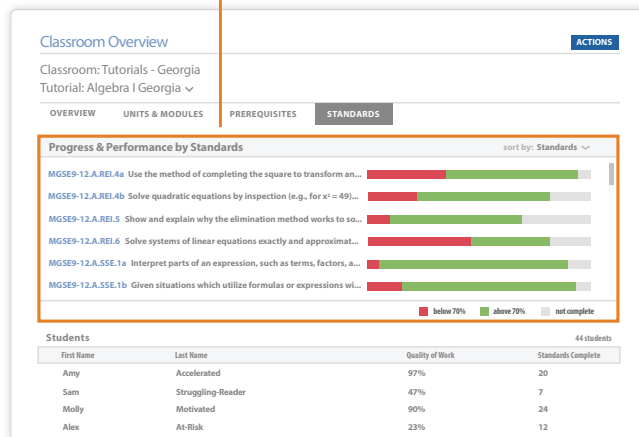 Classroom Overview
ACTIONS
Classroom: Tutorials - Georgia
Tutorial: Algebra I Georgia
OVERVIEW UNITS & MODULES PREREQUISITES STANDARDS
Progress & Performance by Standards sort by: Standards
MGSE9-12.A.REI.4a Use the method of completing the square to transform an...
MGSE9-12.A.REI.4b Solve quadratic equations by inspection (e.g., for x² = 49)...
MGSE9-12.A.REI.5 Show and explain why the elimination method works to so...
MGSE9-12.A.REI.6 Solve systems of linear equations exactly and approximat...
MGSE9-12.A.SSE.1a Interpret parts of an expression, such as terms, factors, a...
MGSE9-12.A.SSE.1b Given situations which utilize formulas or expressions wi...
below 70% above 70% not complete
Students 44 students
First Name Last Name Quality of Work Standards Complete
Amy Accelerated 97% 20
Sam Struggling-Reader 47% 7
Molly Motivated 90% 24
Alex At-Risk 23% 12